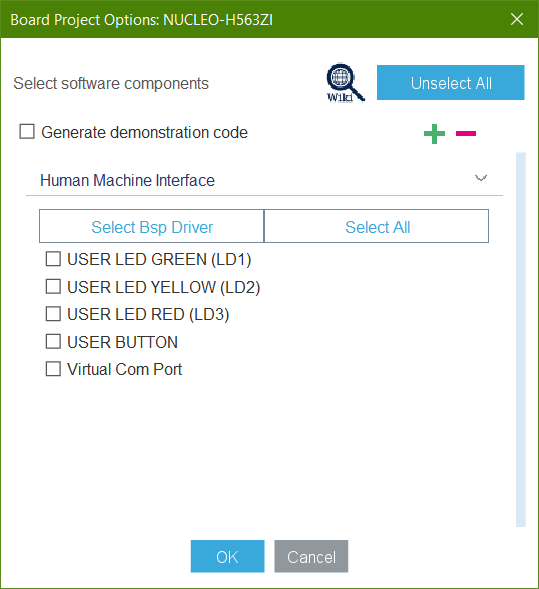 Board Project Options: NUCLEO-H563ZI
Select software components
Wiki
Unselect All
Generate demonstration code
Human Machine Interface
Select Bsp Driver
Select All
USER LED GREEN (LD1)
USER LED YELLOW (LD2)
USER LED RED (LD3)
USER BUTTON
Virtual Com Port
OK
Cancel